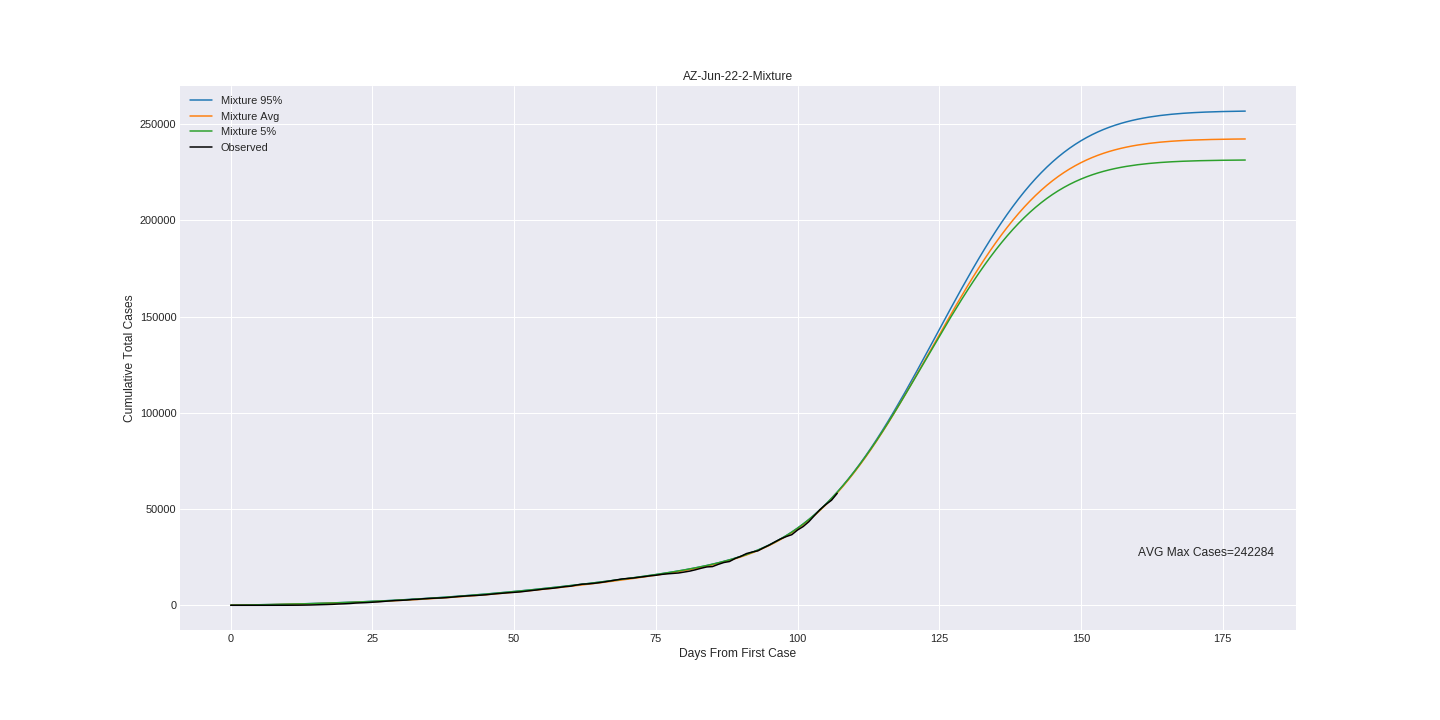 AZ-Jun-22-2-Mixture
Mixture 95%
Mixture Avg
Mixture 5%
Observed
250000
200000
150000
100000
50000
0
Cumulative Total Cases
AVG Max Cases=242284
0 25 50 75 100 125 150 175
Days From First Case